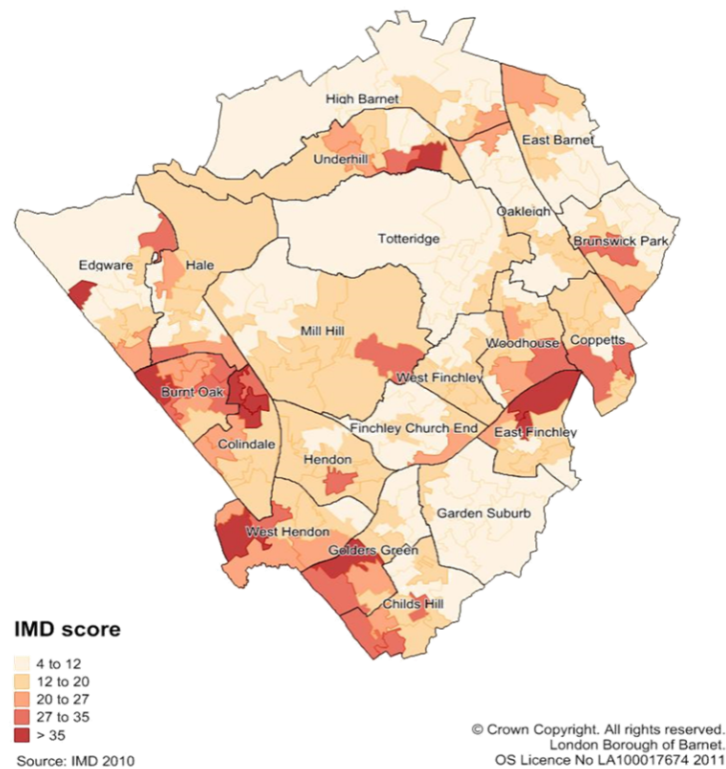 High Barnet
East Barnet
Underhill
Oakleigh
Totteridge
Brunswick Park
Edgware
Hale
Mill Hill
Woodhouse
Coppetts
West Finchley
Burnt Oak
Finchley Church End
East Finchley
Colindale
Hendon
Garden Suburb
West Hendon
Golders Green
Childs Hill
IMD score
4 to 12
12 to 20
20 to 27
27 to 35
> 35
Source: IMD 2010
© Crown Copyright. All rights reserved.
London Borough of Barnet.
OS Licence No LA100017674 2011